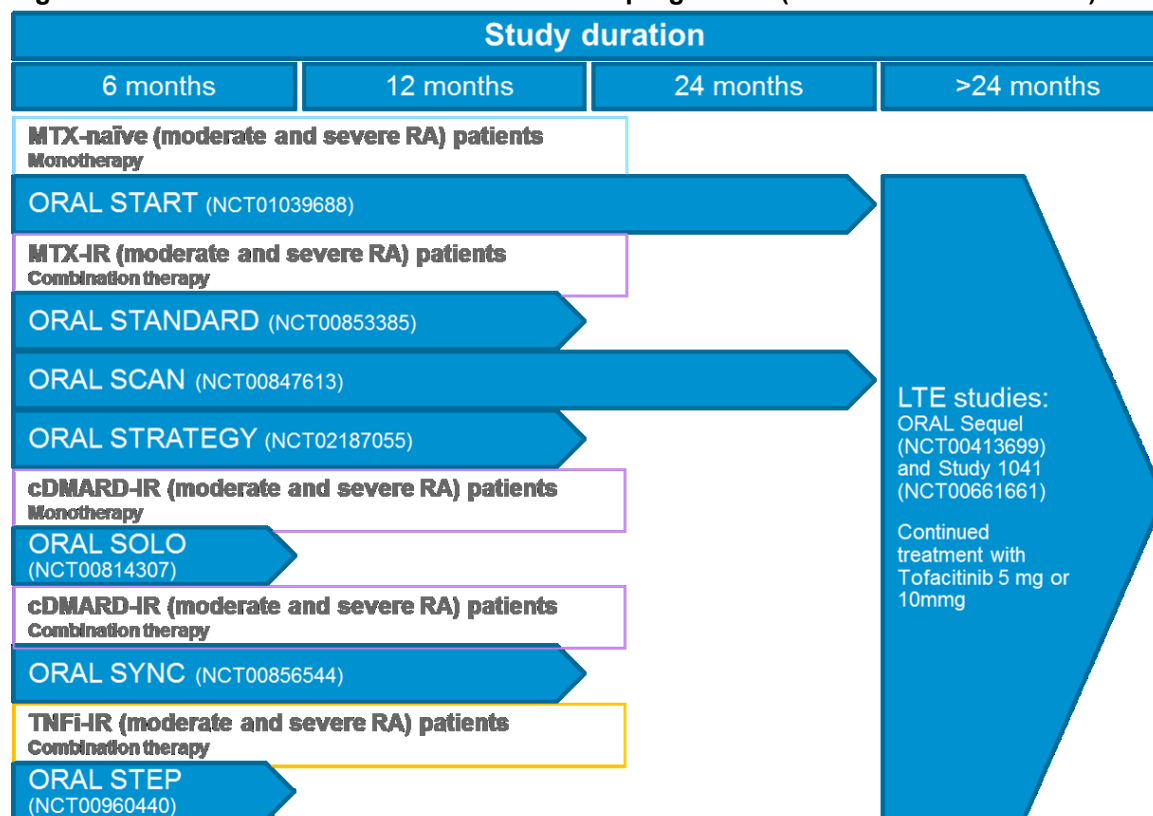 Study duration
6 months
12 months
24 months
>24 months
MTX-naïve (moderate and severe RA) patients
Monotherapy
ORAL START (NCT01039688)
MTX-IR (moderate and severe RA) patients
Combination therapy
ORAL STANDARD (NCT00853385)
ORAL SCAN (NCT00847613)
ORAL STRATEGY (NCT02187055)
cDMARD-IR (moderate and severe RA) patients
Monotherapy
ORAL SOLO
(NCT00814307)
cDMARD-IR (moderate and severe RA) patients
Combination therapy
ORAL SYNC (NCT00856544)
TNFi-IR (moderate and severe RA) patients
Combination therapy
ORAL STEP
(NCT00960440)
LTE studies:
ORAL Sequel
(NCT00413699)
and Study 1041
(NCT00661661)
Continued
treatment with
Tofacitinib 5 mg or
10mmg